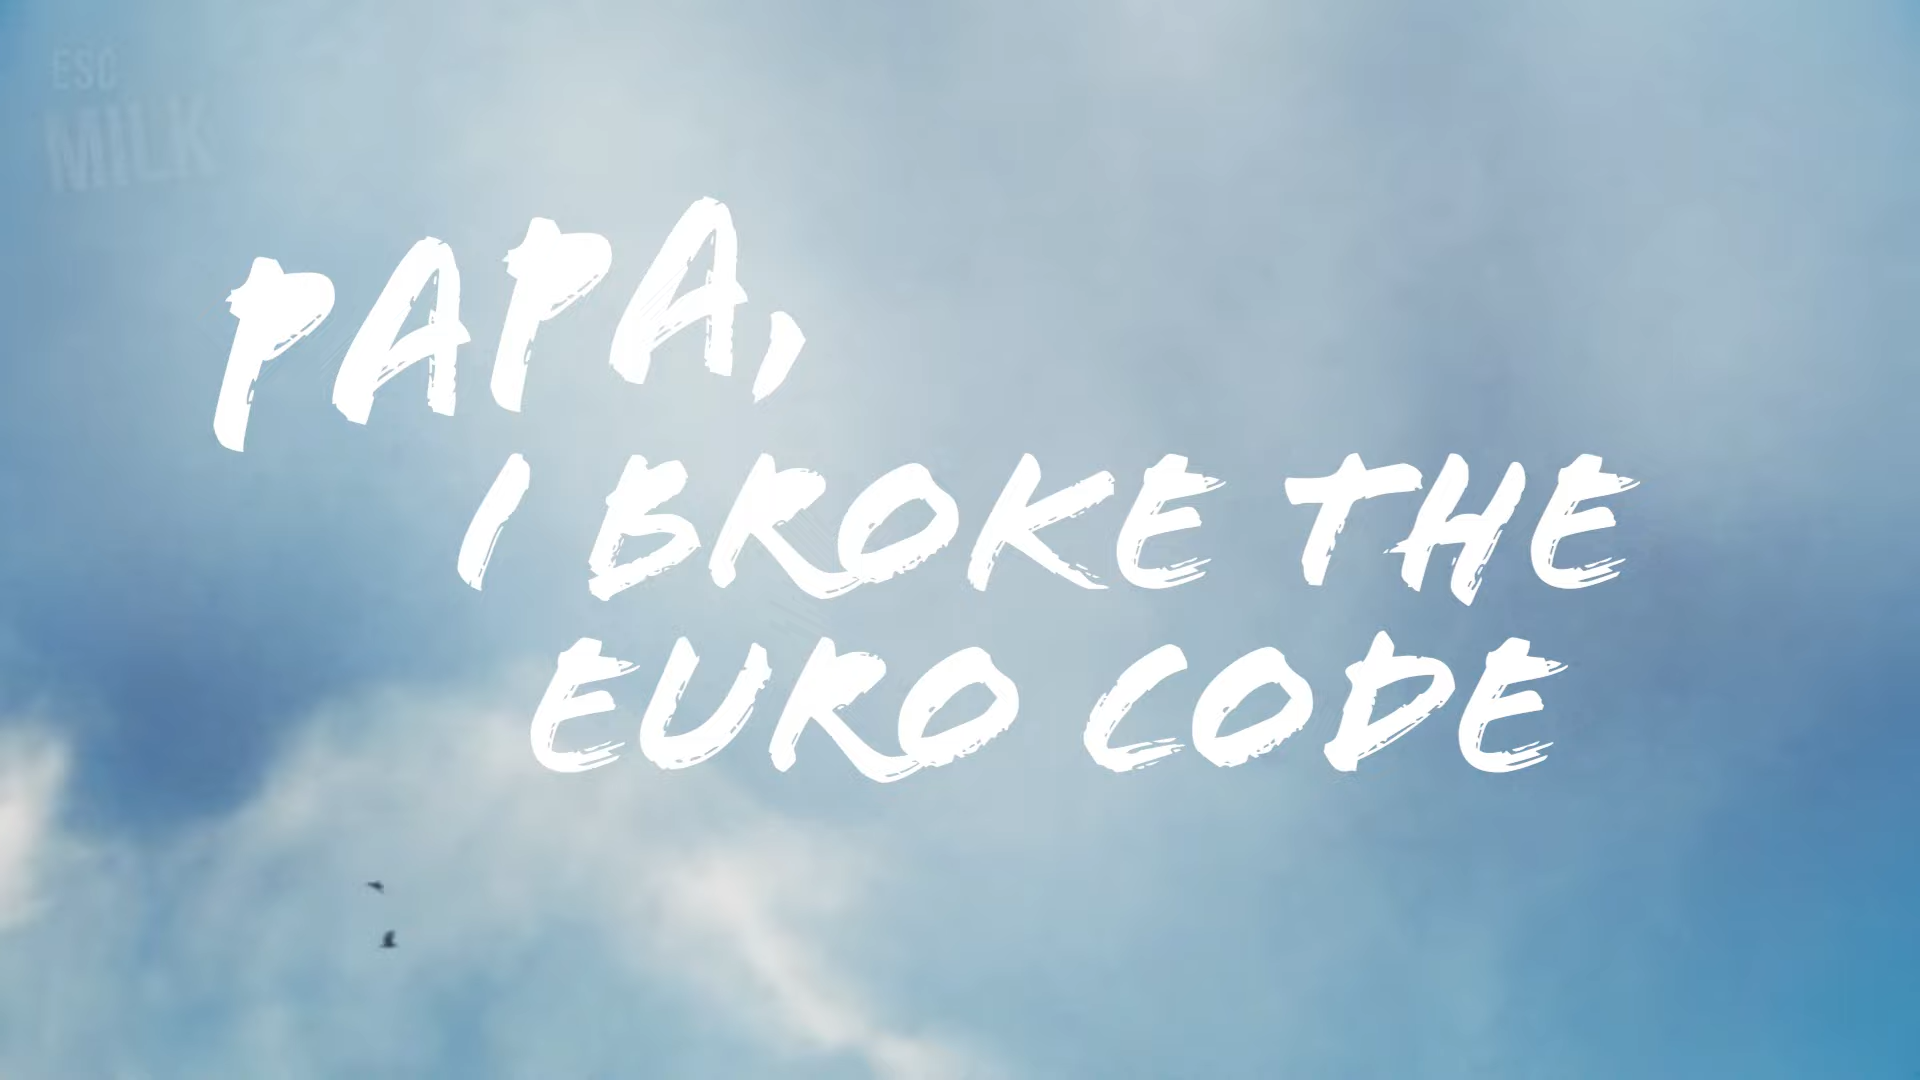 ESC
MILK
PAPA,
I BROKE THE
EURO CODE